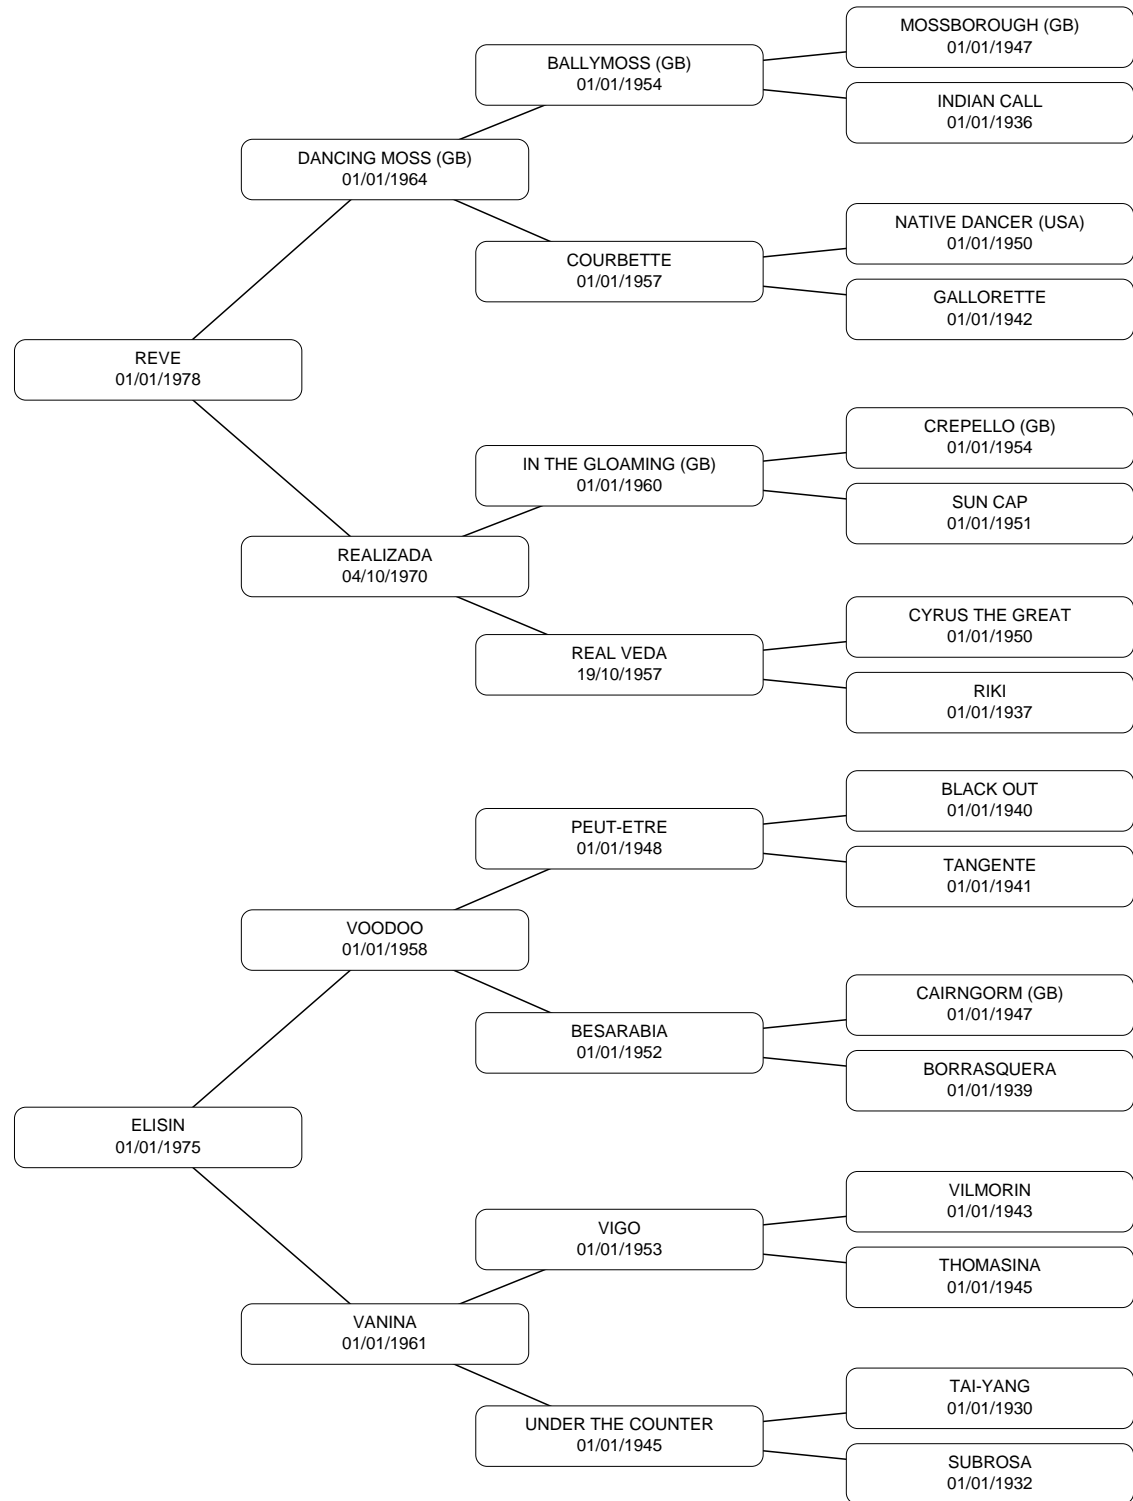 MOSSBOROUGH (GB)
01/01/1947
BALLYMOSS (GB)
01/01/1954
INDIAN CALL
01/01/1936
DANCING MOSS (GB)
01/01/1964
NATIVE DANCER (USA)
01/01/1950
COURBETTE
01/01/1957
GALLORETTE
01/01/1942
REVE
01/01/1978
CREPELLO (GB)
01/01/1954
IN THE GLOAMING (GB)
01/01/1960
SUN CAP
01/01/1951
REALIZADA
04/10/1970
CYRUS THE GREAT
01/01/1950
REAL VEDA
19/10/1957
RIKI
01/01/1937
BLACK OUT
01/01/1940
PEUT-ETRE
01/01/1948
TANGENTE
01/01/1941
VOODOO
01/01/1958
CAIRNGORM (GB)
01/01/1947
BESARABIA
01/01/1952
BORRASQUERA
01/01/1939
ELISIN
01/01/1975
VILMORIN
01/01/1943
VIGO
01/01/1953
THOMASINA
01/01/1945
VANINA
01/01/1961
TAI-YANG
01/01/1930
UNDER THE COUNTER
01/01/1945
SUBROSA
01/01/1932